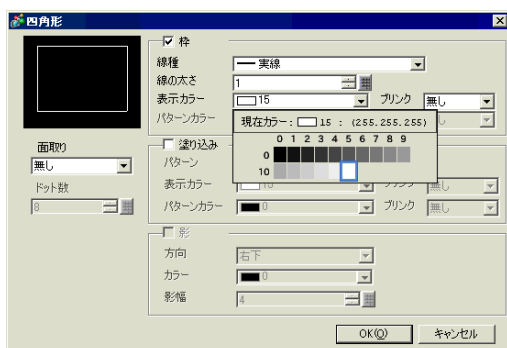 四角形
枠
線種 実線
線の太さ 1
表示カラー 15 ブリンク 無し
パターンカラー
現在カラー: 15 : (255.255.255)
0 1 2 3 4 5 6 7 8 9
0
10
面取り
無し
ドット数
8
塗り込み
パターン
表示カラー ブリンク 無し
パターンカラー 0 ブリンク 無し
影
方向 右下
カラー 0
影幅 4
OK(O) キャンセル